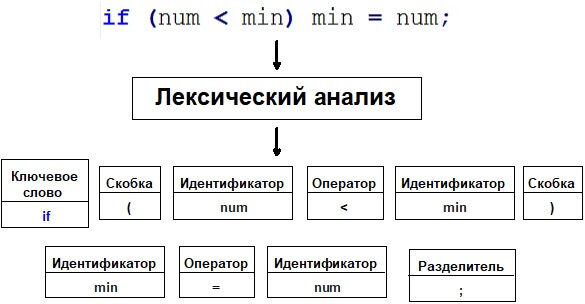 if (num < min) min = num;
Лексический анализ
Ключевое
слово
if
Скобка
(
Идентификатор
num
Оператор
<
Идентификатор
min
Скобка
)
Идентификатор
min
Оператор
=
Идентификатор
num
Разделитель
;